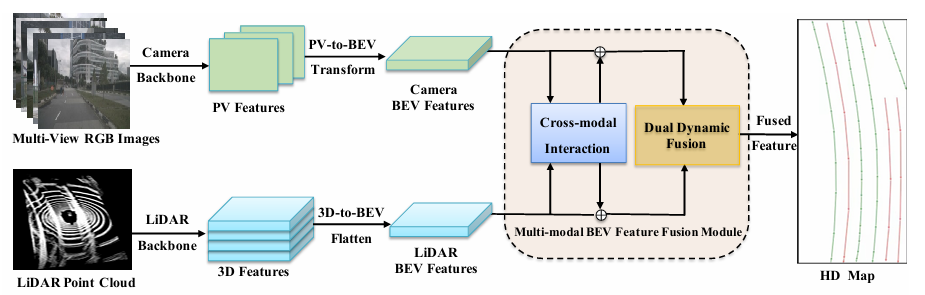 Camera
Backbone
PV-to-BEV
Transform
PV Features
Camera
BEV Features
Multi-View RGB Images
Cross-modal
Interaction
Dual Dynamic
Fusion
Fused
Feature
LiDAR
Backbone
3D-to-BEV
Flatten
LiDAR Point Cloud
3D Features
LiDAR
BEV Features
Multi-modal BEV Feature Fusion Module
HD Map